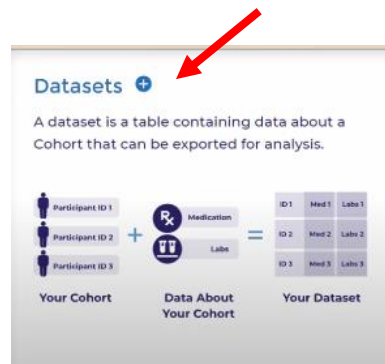 Datasets
A dataset is a table containing data about a
Cohort that can be exported for analysis.
Participant ID 1
Participant ID 2
Participant ID 3
+
Rx
Medication
Labs
=
ID 1 Med 1 Labs 1
ID 2 Med 2 Labs 2
ID 3 Med 3 Labs 3
Your Cohort
Data About
Your Cohort
Your Dataset